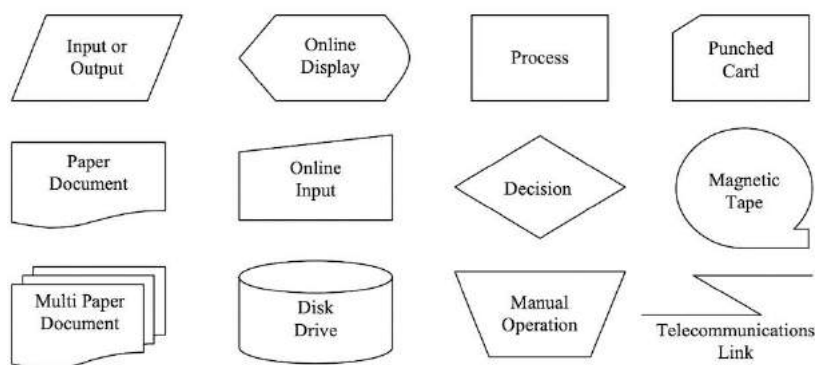 Input or
Output
Online
Display
Process
Punched
Card
Paper
Document
Online
Input
Decision
Magnetic
Tape
Multi Paper
Document
Disk
Drive
Manual
Operation
Telecommunications
Link